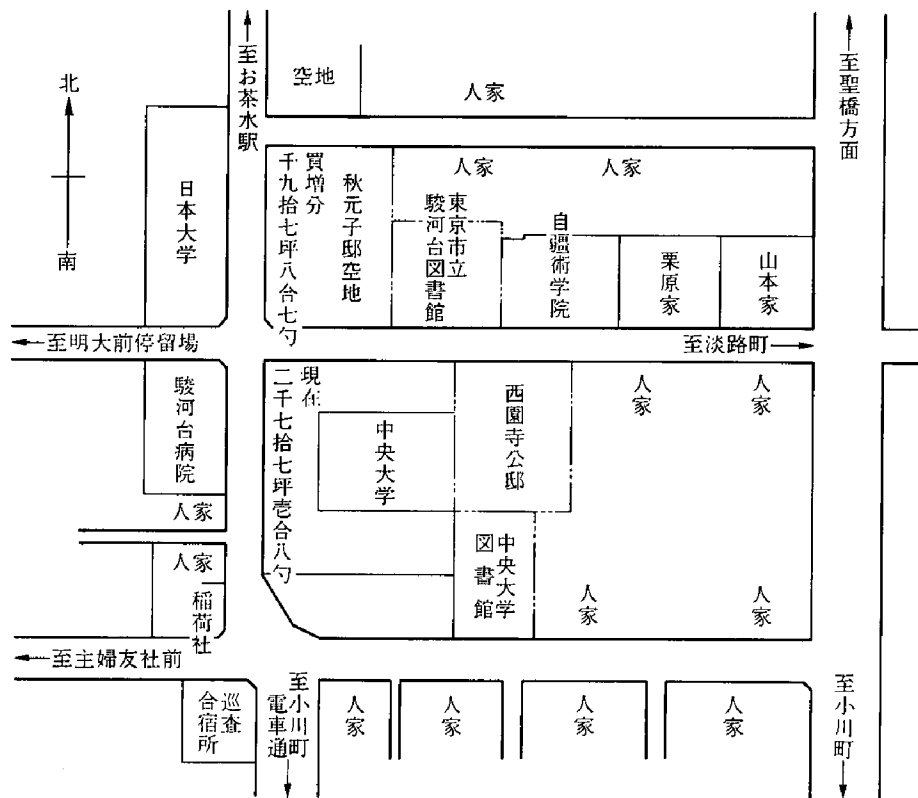 北
南
至お茶水駅
空地
人家
至聖橋方面
日本大学
買増分
千九拾七坪八合七勺
秋元子邸空地
人家
東京市立
駿河台図書館
人家
自疆術学院
栗原家
山本家
至明大前停留場
至淡路町
駿河台病院
人家
現在
二千七拾七坪壱合八勺
中央大学
西園寺公邸
人家
人家
人家
稲荷社
中央大学
図書館
人家
人家
至主婦友社前
巡査
合宿所
至小川町
電車通
人家
人家
人家
人家
至小川町